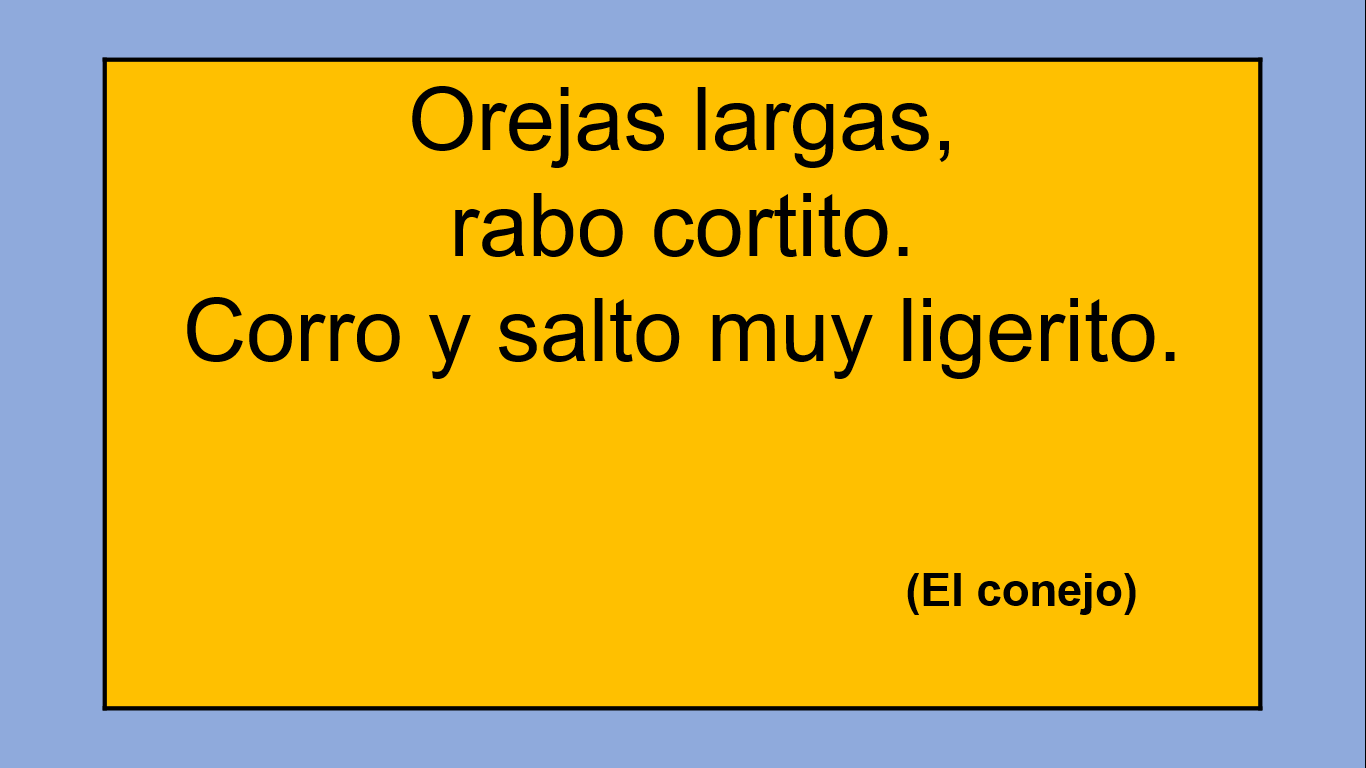 Orejas largas,
rabo cortito.
Corro y salto muy ligerito.
(El conejo)